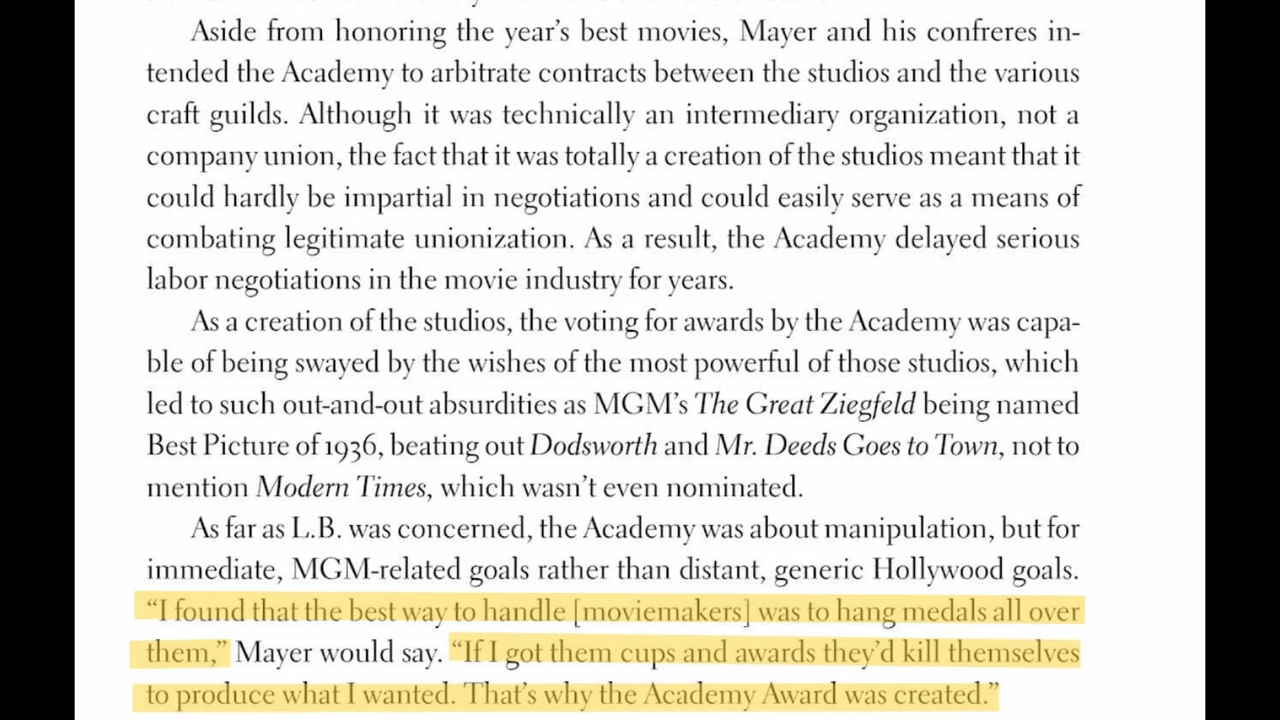 Aside from honoring the year's best movies, Mayer and his confreres in-
tended the Academy to arbitrate contracts between the studios and the various
craft guilds. Although it was technically an intermediary organization, not a
company union, the fact that it was totally a creation of the studios meant that it
could hardly be impartial in negotiations and could easily serve as a means of
combating legitimate unionization. As a result, the Academy delayed serious
labor negotiations in the movie industry for years.
As a creation of the studios, the voting for awards by the Academy was capa-
ble of being swayed by the wishes of the most powerful of those studios, which
led to such out-and-out absurdities as MGM's The Great Ziegfeld being named
Best Picture of 1936, beating out Dodsworth and Mr. Deeds Goes to Town, not to
mention Modern Times, which wasn't even nominated.
As far as L.B. was concerned, the Academy was about manipulation, but for
immediate, MGM-related goals rather than distant, generic Hollywood goals.
“I found that the best way to handle [moviemakers] was to hang medals all over
them,” Mayer would say. “If I got them cups and awards they'd kill themselves
to produce what I wanted. That's why the Academy Award was created.”